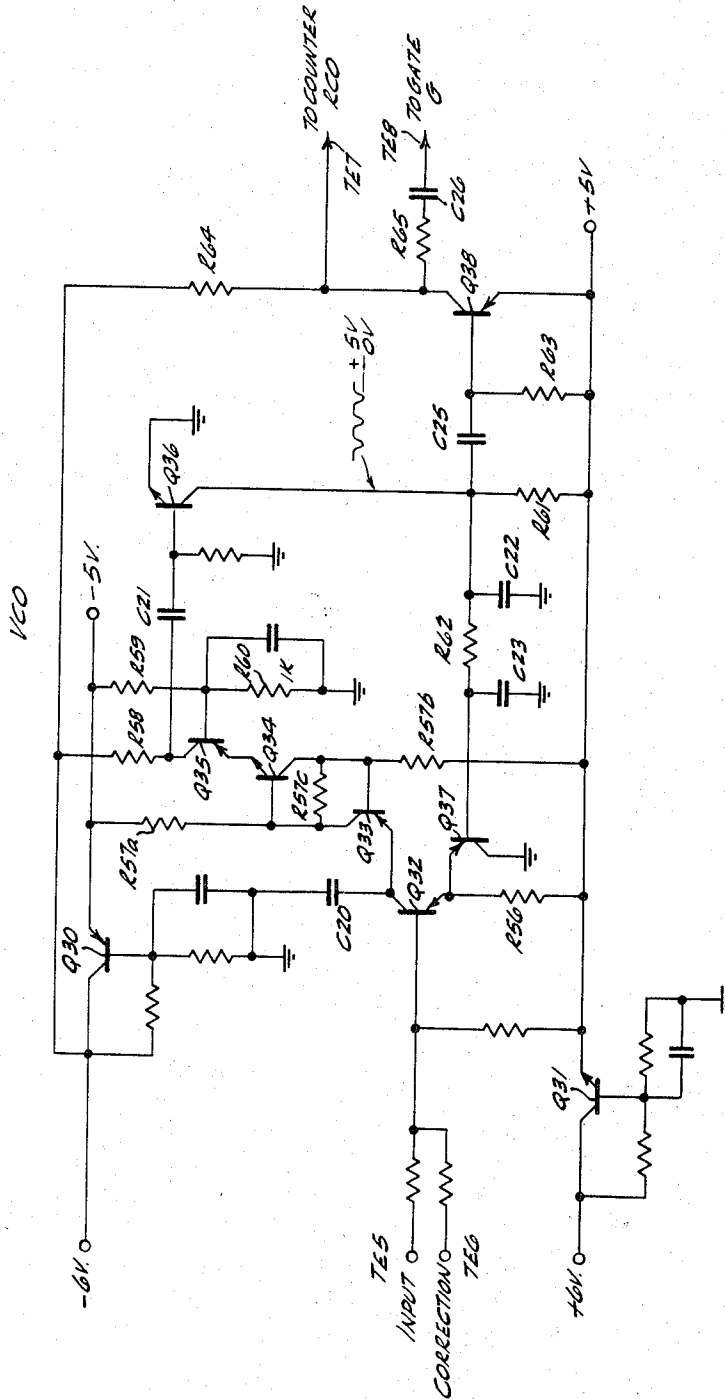 VCO
-6V.
Q30
-5V.
R57a
R58
R59
C21
Q36
R64
TO COUNTER
RCO
TE7
Q35
R60
1K
Q34
R57c
Q33
C20
+5V
0V
R65
C26
TE8
TO GATE
G
Q38
TE5
INPUT
CORRECTION
TE6
Q32
R57b
Q37
R56
R62
C23
C22
C25
R61
R63
+5V
+6V.
Q31